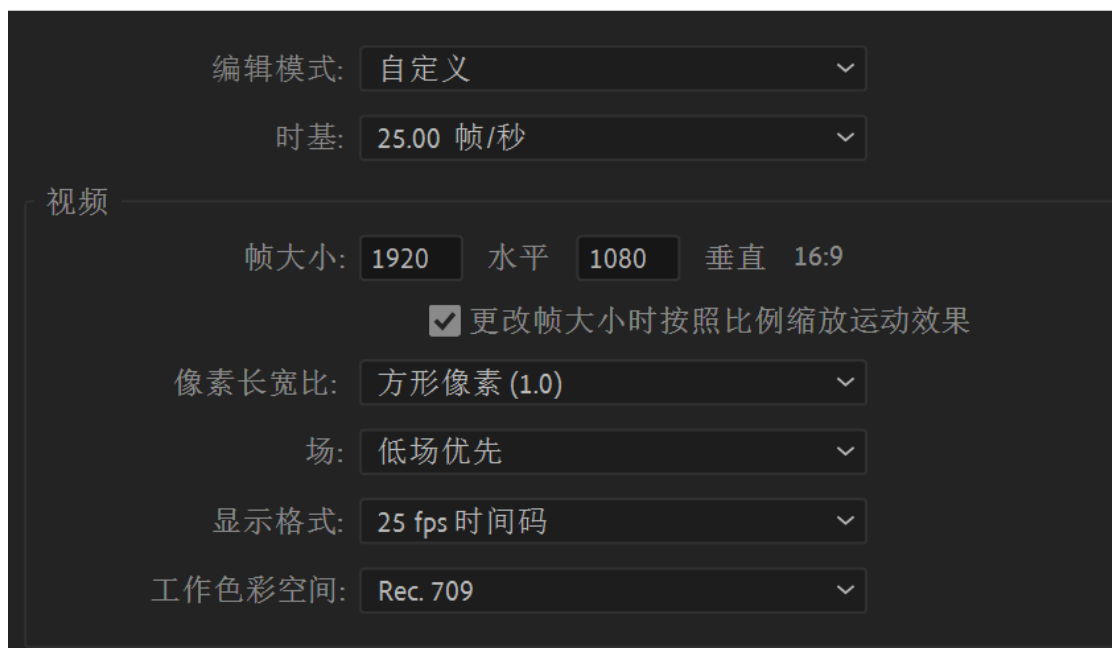 编辑模式: 自定义
时基: 25.00 帧/秒
视频
帧大小: 1920 水平 1080 垂直 16:9
更改帧大小时按照比例缩放运动效果
像素长宽比: 方形像素 (1.0)
场: 低场优先
显示格式: 25 fps 时间码
工作色彩空间: Rec. 709